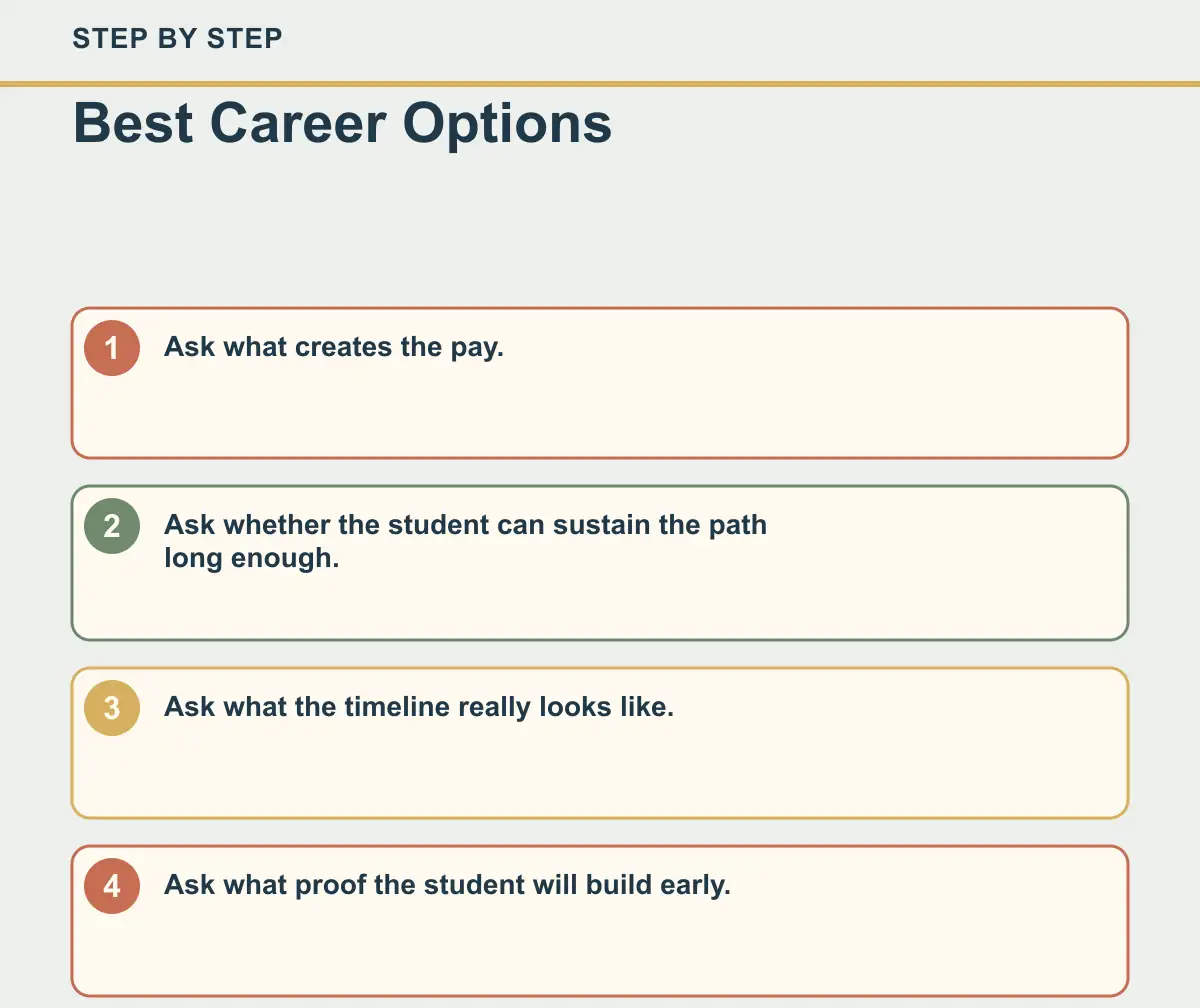 STEP BY STEP
Best Career Options
1
Ask what creates the pay.
2
Ask whether the student can sustain the path
long enough.
3
Ask what the timeline really looks like.
4
Ask what proof the student will build early.